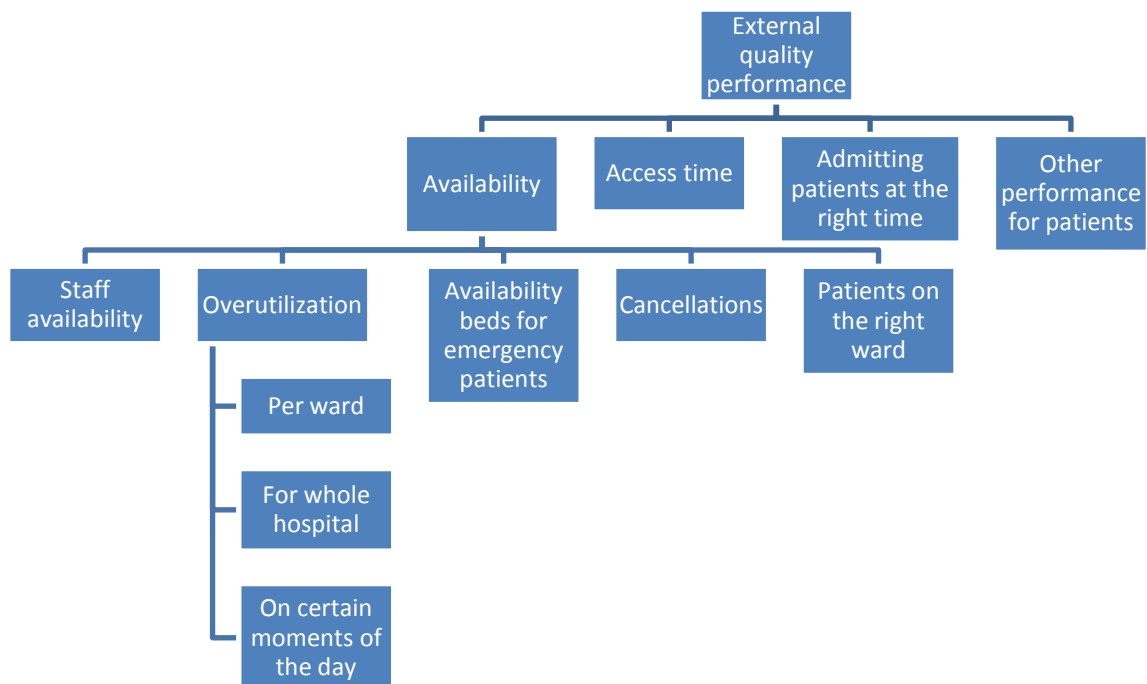 External
quality
performance
Availability
Access time
Admitting
patients at the
right time
Other
performance
for patients
Staff
availability
Overutilization
Availability
beds for
emergency
patients
Cancellations
Patients on
the right
ward
Per ward
For whole
hospital
On certain
moments of
the day